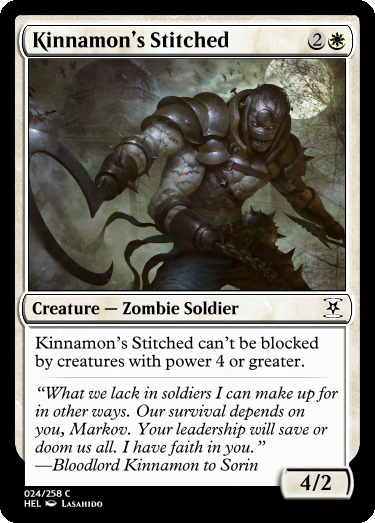 Kinnamon's Stitched 2
Creature — Zombie Soldier
Kinnamon's Stitched can't be blocked
by creatures with power 4 or greater.
“What we lack in soldiers I can make up for
in other ways. Our survival depends on
you, Markov. Your leadership will save or
doom us all. I have faith in you.”
—Bloodlord Kinnamon to Sorin
4/2
024/258 C
HEL Lasahido